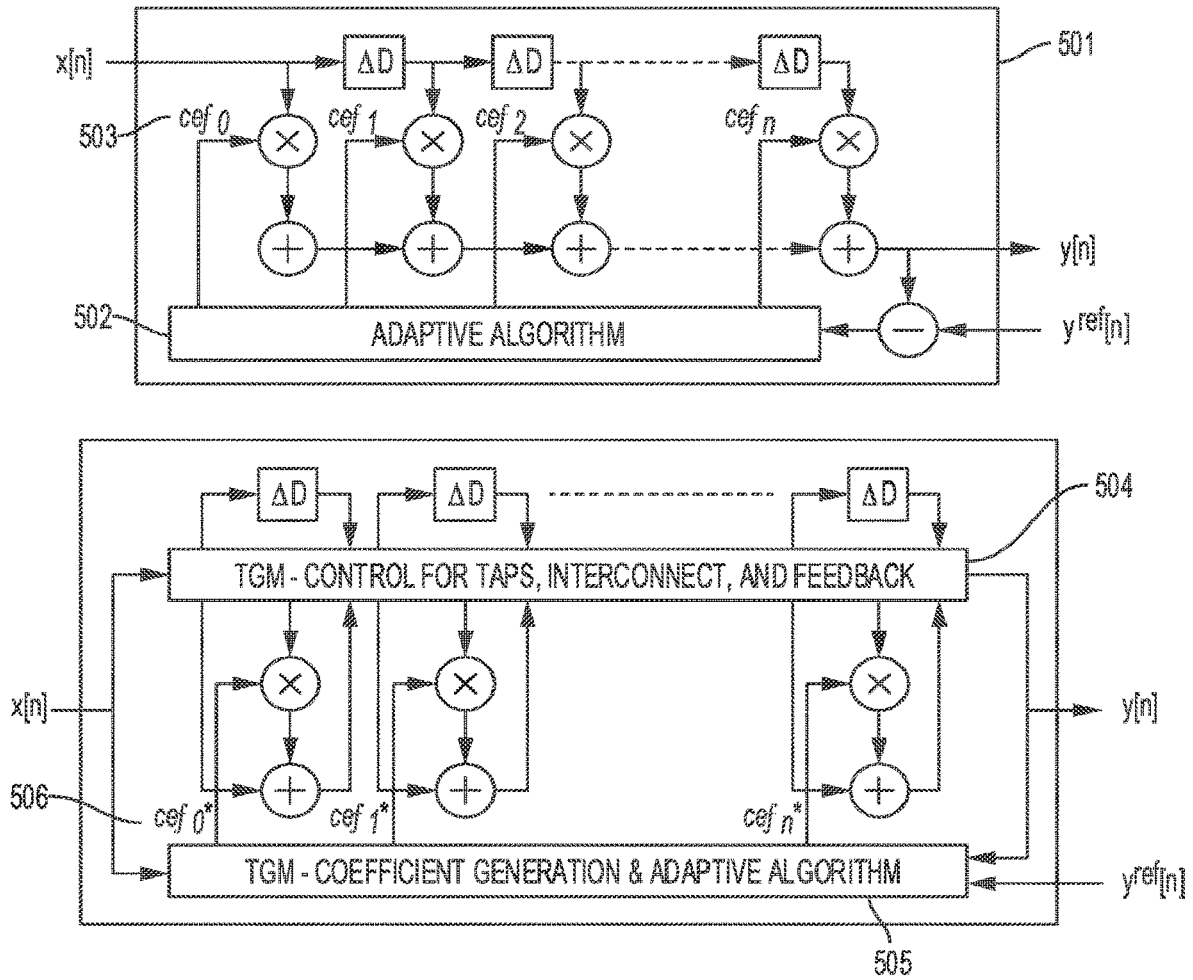 501
x[n]
ΔD
ΔD
ΔD
503
cef 0
cef 1
cef 2
cef n
×
×
×
×
+
+
+
+
y[n]
502
ADAPTIVE ALGORITHM
−
y^ref[n]
ΔD
ΔD
ΔD
504
TGM - CONTROL FOR TAPS, INTERCONNECT, AND FEEDBACK
×
×
×
x[n]
y[n]
+
+
+
506
cef 0*
cef 1*
cef n*
TGM - COEFFICIENT GENERATION & ADAPTIVE ALGORITHM
y^ref[n]
505